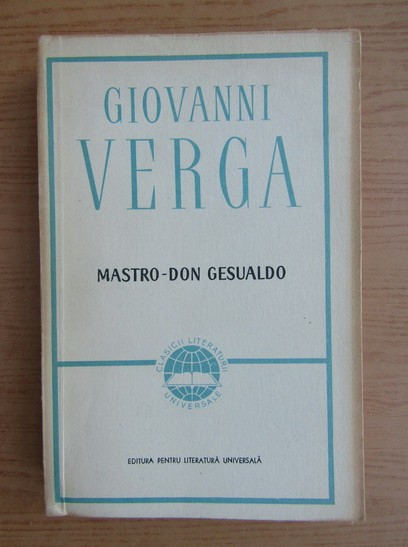 GIOVANNI
VERGA
MASTRO-DON GESUALDO
CLASICII LITERATURII
UNIVERSALE
EDITURA PENTRU LITERATURĂ UNIVERSALĂ